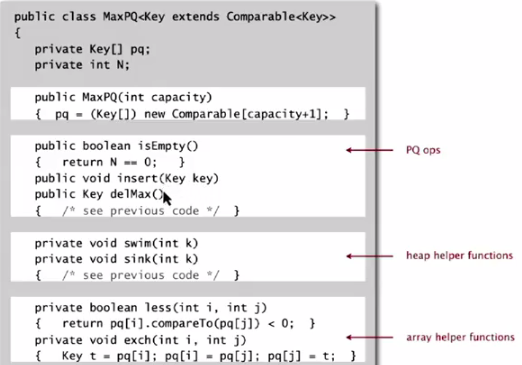 public class MaxPQ<Key extends Comparable<Key>>
{
private Key[] pq;
private int N;
public MaxPQ(int capacity)
{ pq = (Key[]) new Comparable[capacity+1]; }
public boolean isEmpty()
{ return N == 0; }
public void insert(Key key)
public Key delMax()
{ /* see previous code */ }
private void swim(int k)
private void sink(int k)
{ /* see previous code */ }
private boolean less(int i, int j)
{ return pq[i].compareTo(pq[j]) < 0; }
private void exch(int i, int j)
{ Key t = pq[i]; pq[i] = pq[j]; pq[j] = t; }
PQ ops
heap helper functions
array helper functions